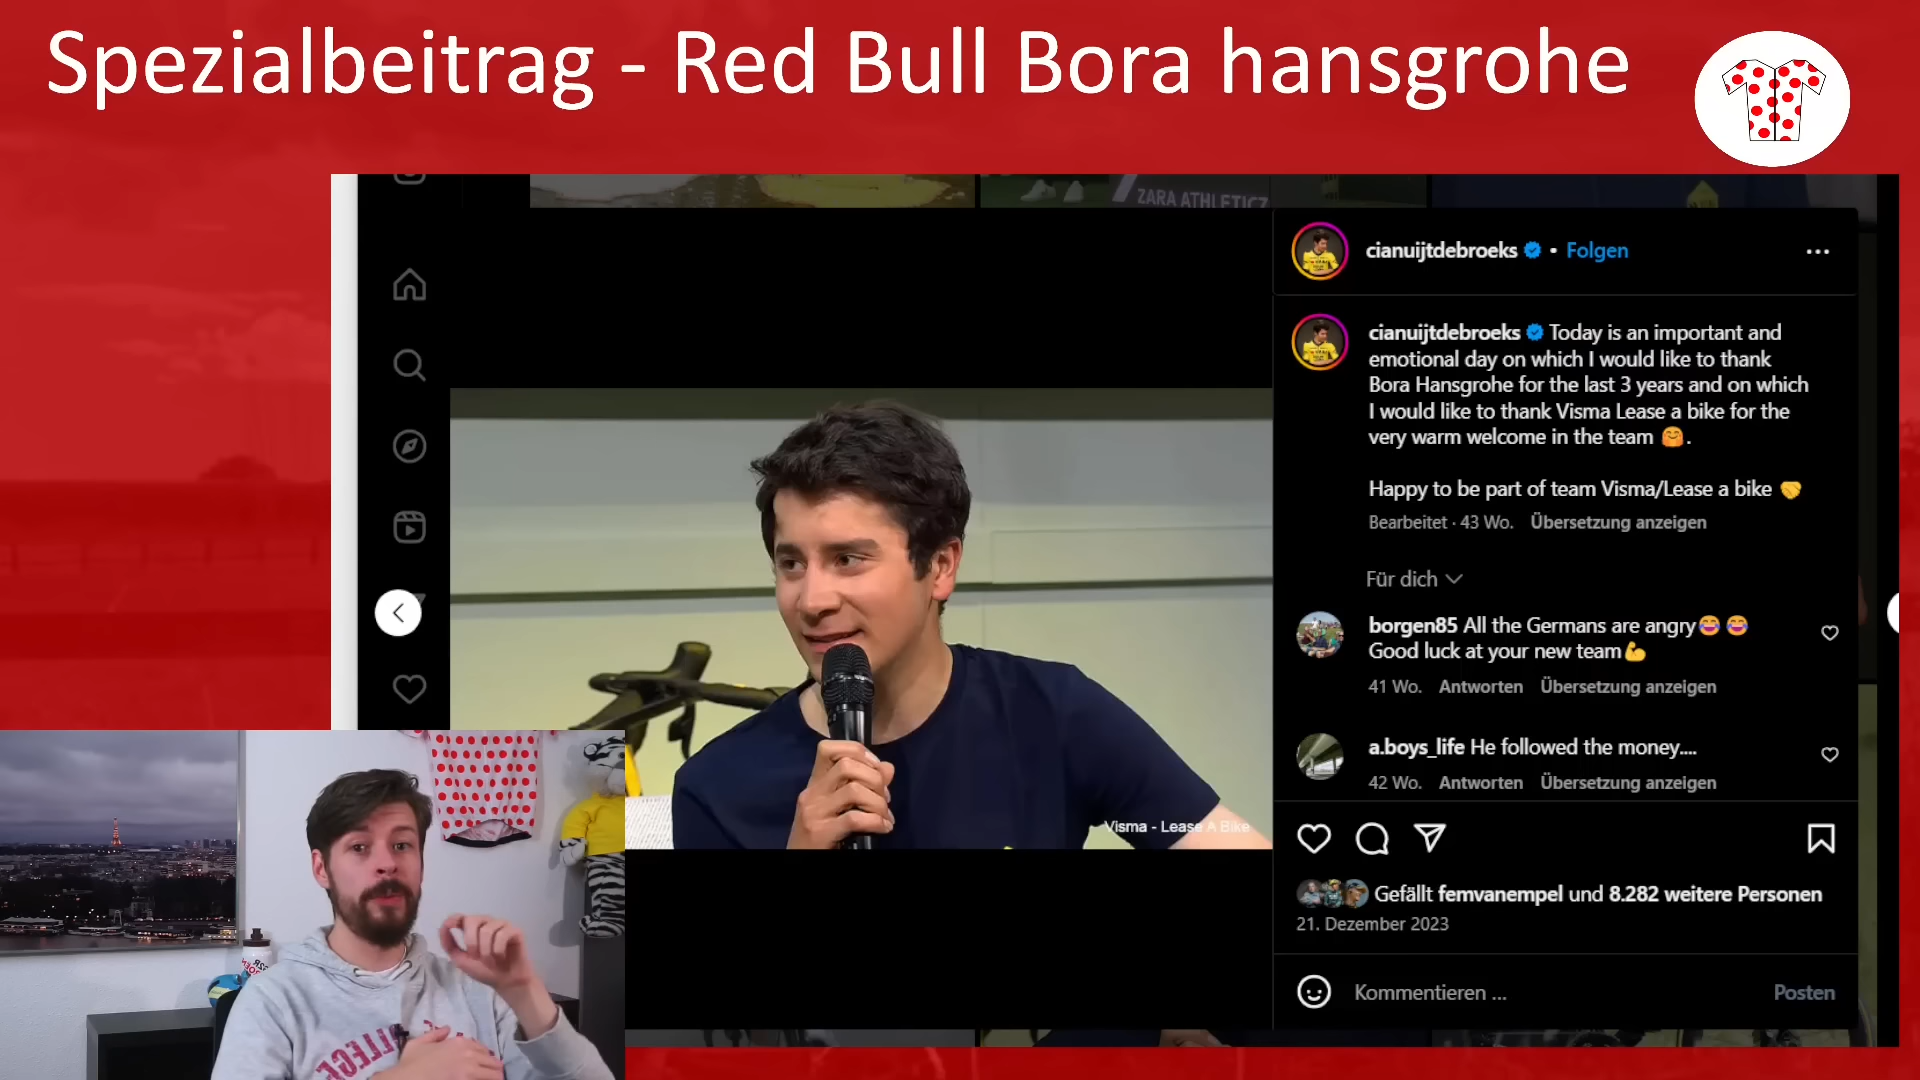 Spezialbeitrag - Red Bull Bora hansgrohe
ZARA ATHLETICZ
cianuijtdebroeks • Folgen
cianuijtdebroeks Today is an important and
emotional day on which I would like to thank
Bora Hansgrohe for the last 3 years and on which
I would like to thank Visma Lease a bike for the
very warm welcome in the team 🤗.
Happy to be part of team Visma/Lease a bike 🤝
Bearbeitet · 43 Wo. Übersetzung anzeigen
Für dich
borgen85 All the Germans are angry😂 😂
Good luck at your new team💪
41 Wo. Antworten Übersetzung anzeigen
a.boys_life He followed the money....
42 Wo. Antworten Übersetzung anzeigen
Visma - Lease A Bike
Gefällt femvanempel und 8.282 weitere Personen
21. Dezember 2023
Kommentieren ...
Posten